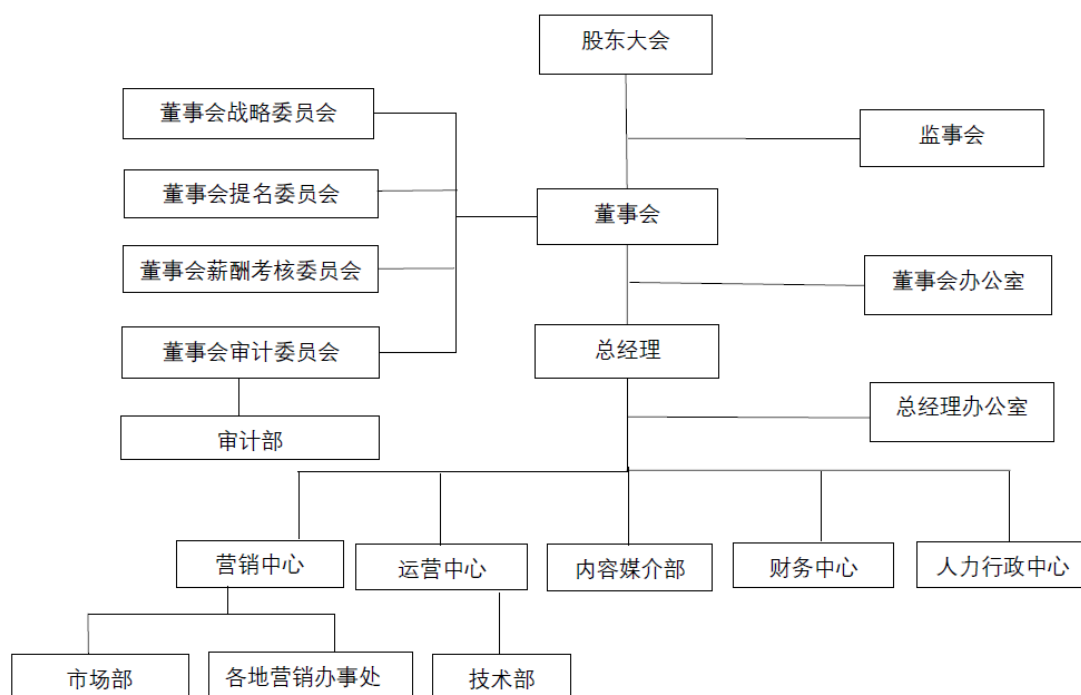 股东大会
董事会战略委员会
监事会
董事会提名委员会
董事会
董事会薪酬考核委员会
董事会办公室
董事会审计委员会
总经理
总经理办公室
审计部
营销中心
运营中心
内容媒介部
财务中心
人力行政中心
市场部
各地营销办事处
技术部